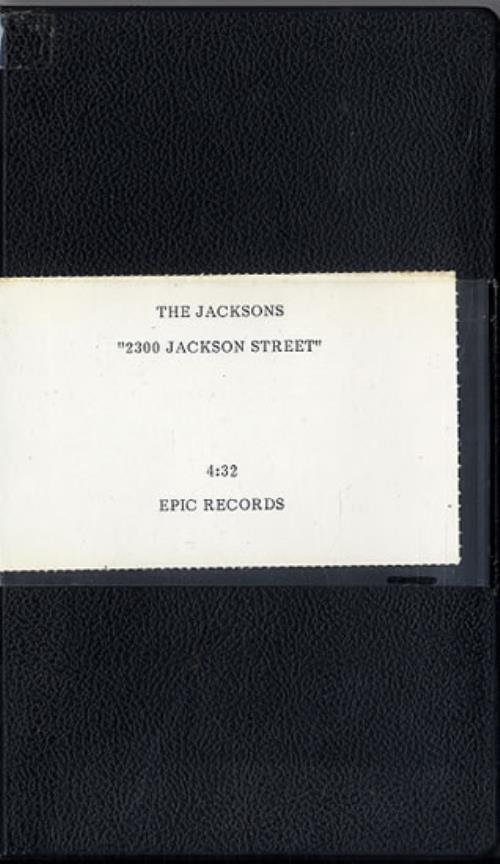 THE JACKSONS
"2300 JACKSON STREET"
4:32
EPIC RECORDS